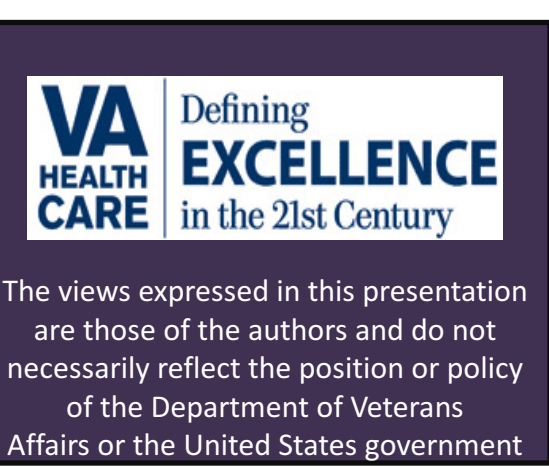 VA
HEALTH
CARE
Defining
EXCELLENCE
in the 21st Century
The views expressed in this presentation
are those of the authors and do not
necessarily reflect the position or policy
of the Department of Veterans
Affairs or the United States government